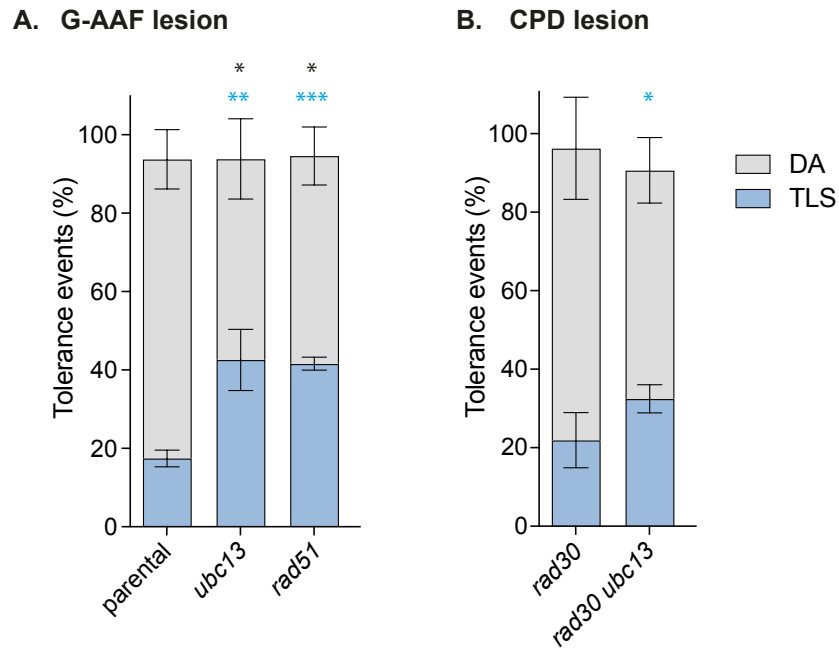 A. G-AAF lesion
* *
** ***
Tolerance events (%)
100
80
60
40
20
0
parental
ubc13
rad51
B. CPD lesion
*
Tolerance events (%)
100
80
60
40
20
0
rad30
rad30 ubc13
DA
TLS